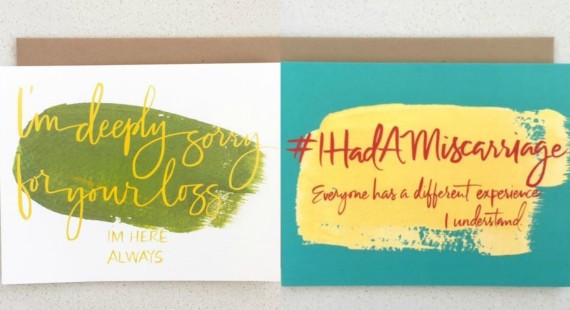 I'm deeply sorry
for your loss
IM HERE
ALWAYS
#IHadAMiscarriage
Everyone has a different experience
I understand